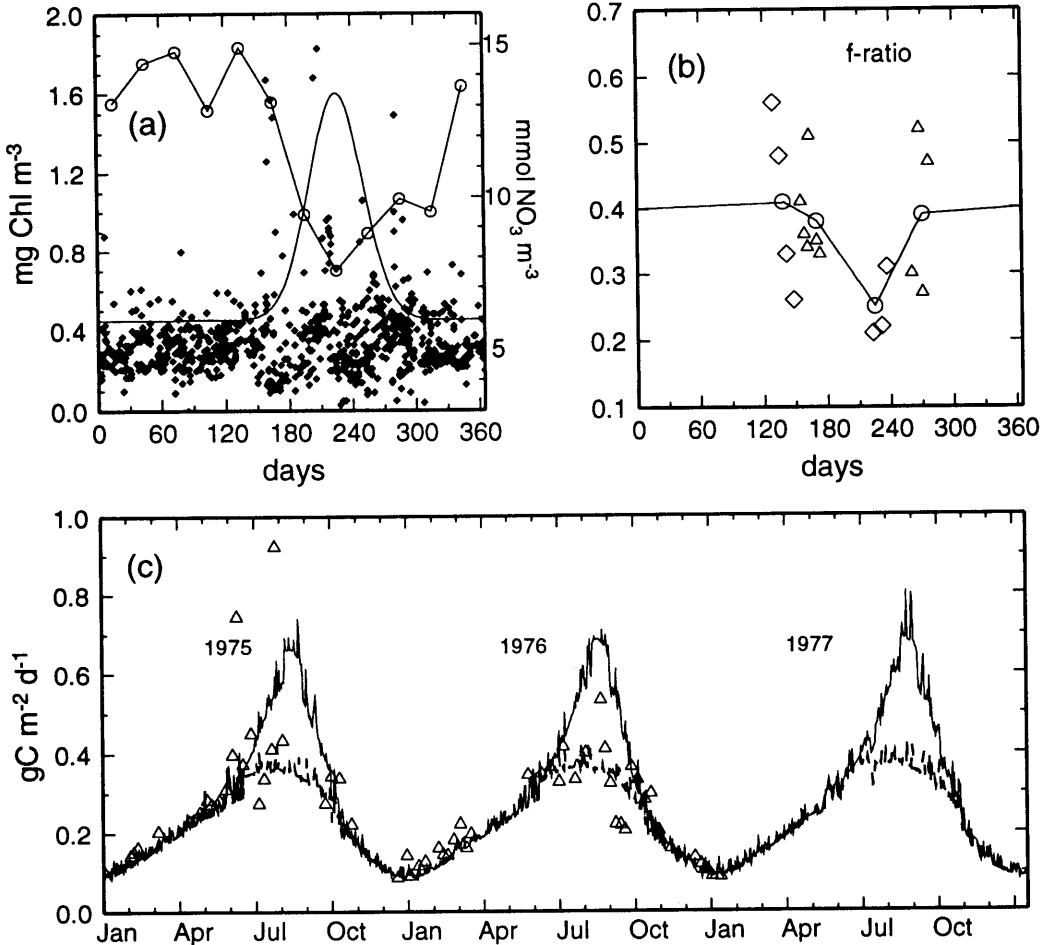 2.0
1.6
1.2
0.8
0.4
0.0
mg Chl m⁻³
(a)
15
10
5
mmol NO₃ m⁻³
0 60 120 180 240 300 360
days
0.7
0.6
0.5
0.4
0.3
0.2
0.1
(b)
f-ratio
0 60 120 180 240 300 360
days
1.0
0.8
0.6
0.4
0.2
0.0
gC m⁻² d⁻¹
(c)
1975 1976 1977
Jan Apr Jul Oct Jan Apr Jul Oct Jan Apr Jul Oct